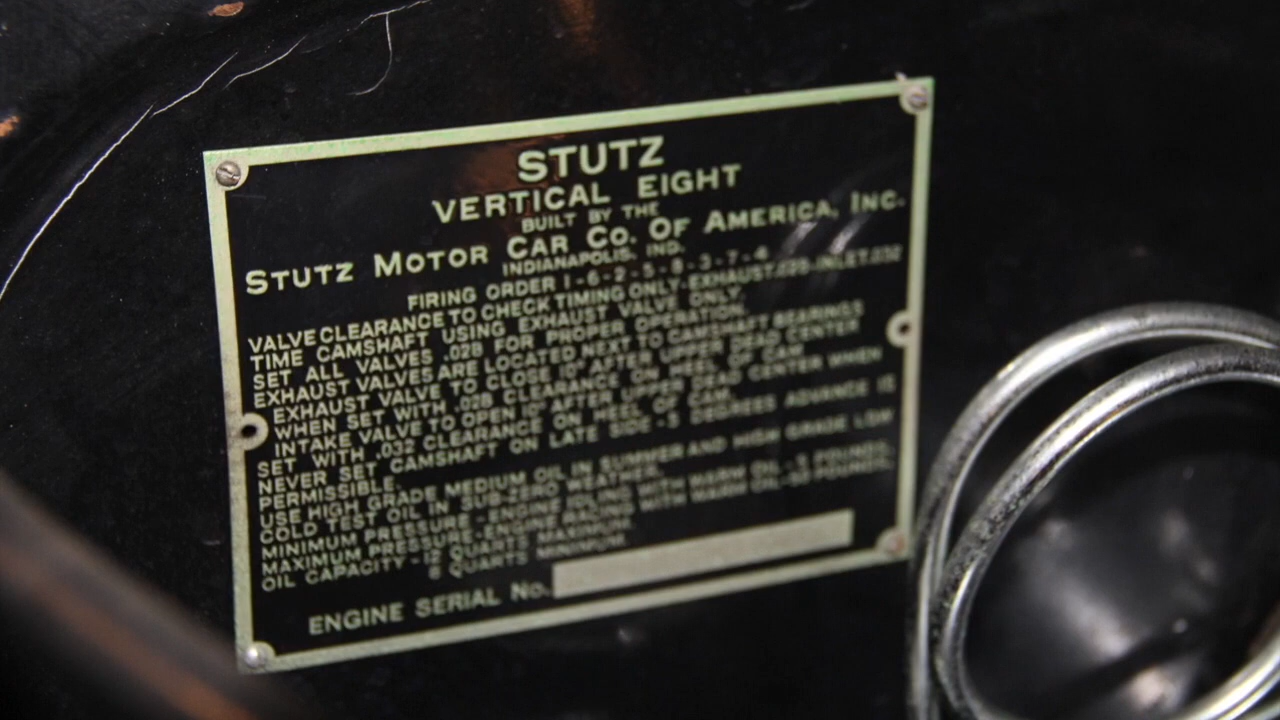 STUTZ
VERTICAL EIGHT
BUILT BY THE
STUTZ MOTOR CAR CO. OF AMERICA, INC.
INDIANAPOLIS, IND.
FIRING ORDER 1-6-2-5-8-3-7-4
VALVE CLEARANCE TO CHECK TIMING ONLY-EXHAUST.028-INLET.032
TIME CAMSHAFT USING EXHAUST VALVE ONLY.
SET ALL VALVES .028 FOR PROPER OPERATION.
EXHAUST VALVES ARE LOCATED NEXT TO CAMSHAFT BEARINGS
EXHAUST VALVE TO CLOSE 10° AFTER UPPER DEAD CENTER
WHEN SET WITH .028 CLEARANCE ON HEEL OF CAM.
INTAKE VALVE TO OPEN 10° AFTER UPPER DEAD CENTER WHEN
SET WITH .032 CLEARANCE ON HEEL OF CAM.
NEVER SET CAMSHAFT ON LATE SIDE-5 DEGREES ADVANCE IS
PERMISSIBLE.
USE HIGH GRADE MEDIUM OIL IN SUMMER AND HIGH GRADE LOW
COLD TEST OIL IN SUB-ZERO WEATHER.
MINIMUM PRESSURE-ENGINE IDLING WITH WARM OIL-5 POUNDS.
MAXIMUM PRESSURE-ENGINE RACING WITH WARM OIL-50 POUNDS.
OIL CAPACITY-12 QUARTS MAXIMUM.
8 QUARTS MINIMUM.
ENGINE SERIAL No.